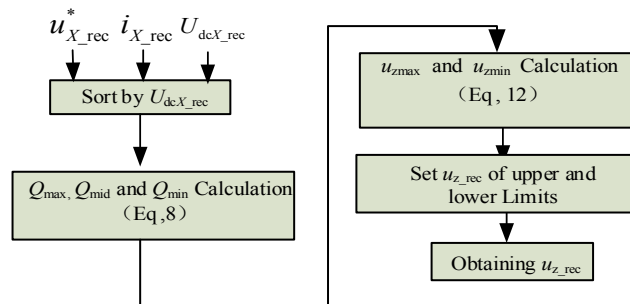 u*X_rec iX_rec UdcX_rec
Sort by UdcX_rec
Qmax, Qmid and Qmin Calculation
（Eq,8）
uzmax and uzmin Calculation
（Eq, 12）
Set uz_rec of upper and
lower Limits
Obtaining uz_rec